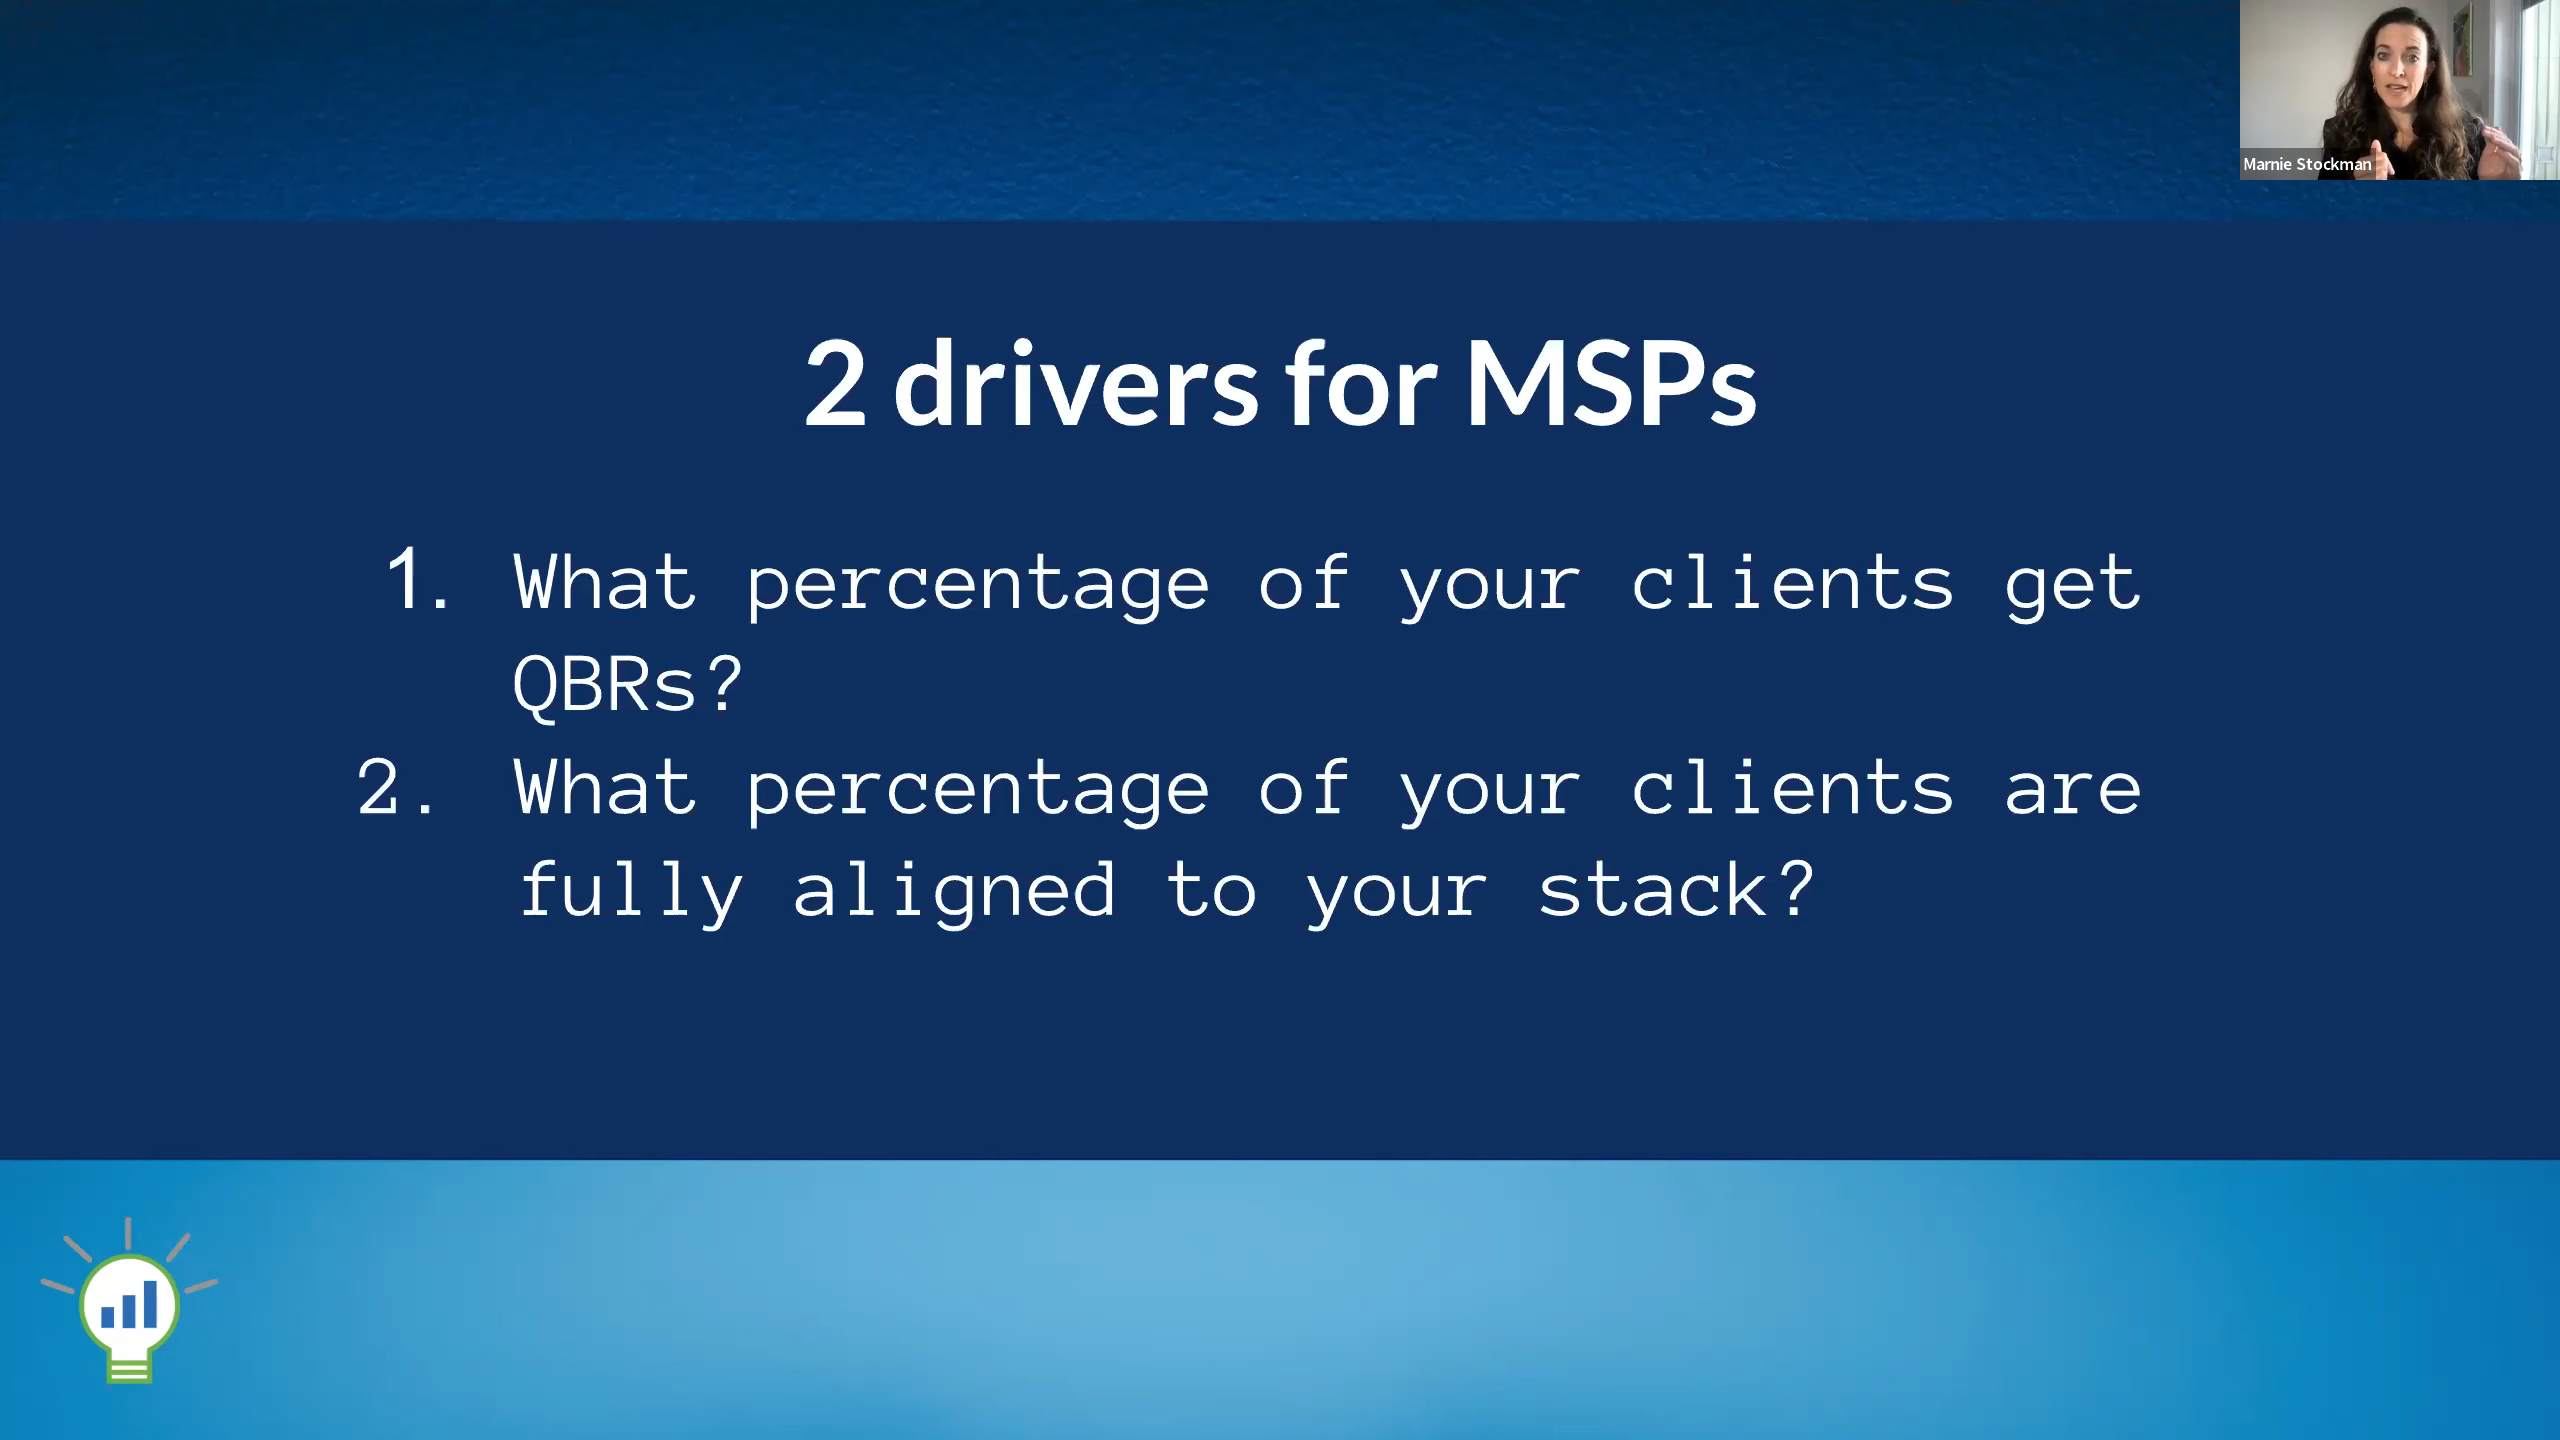 Marnie Stockman
2 drivers for MSPs
1. What percentage of your clients get
QBRs?
2. What percentage of your clients are
fully aligned to your stack?